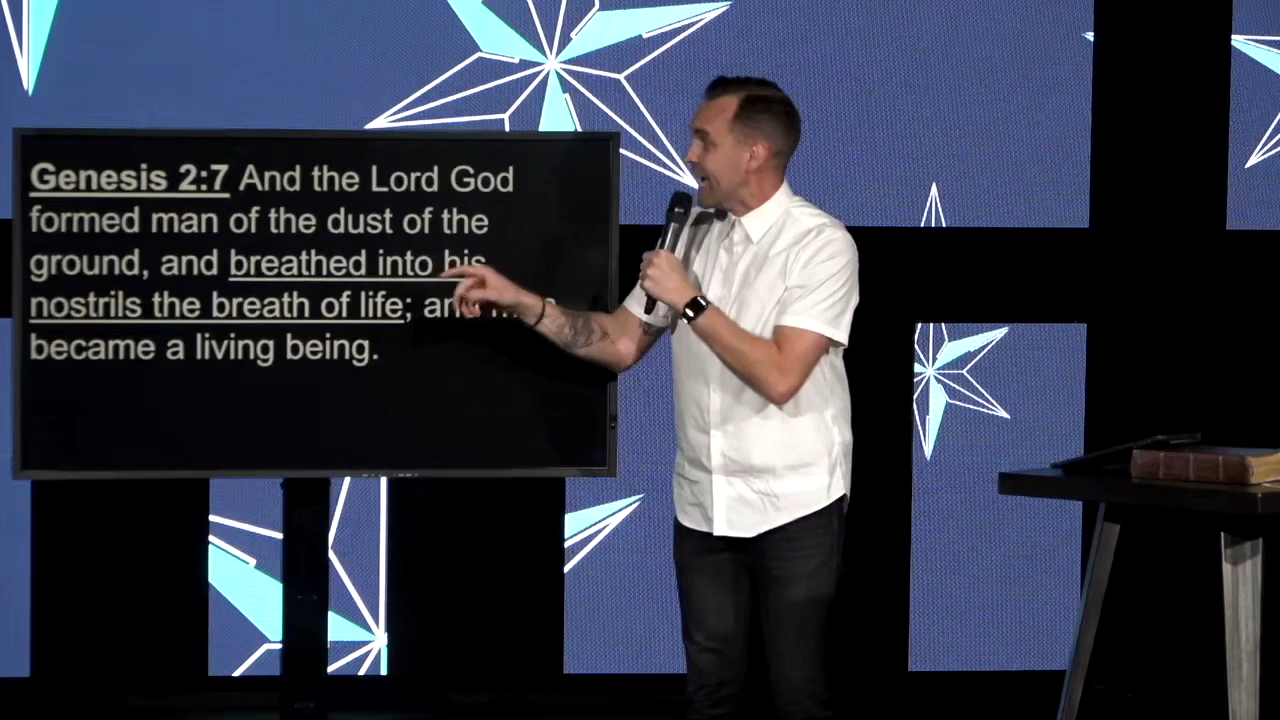 Genesis 2:7 And the Lord God
formed man of the dust of the
ground, and breathed into his
nostrils the breath of life;
became a living being.